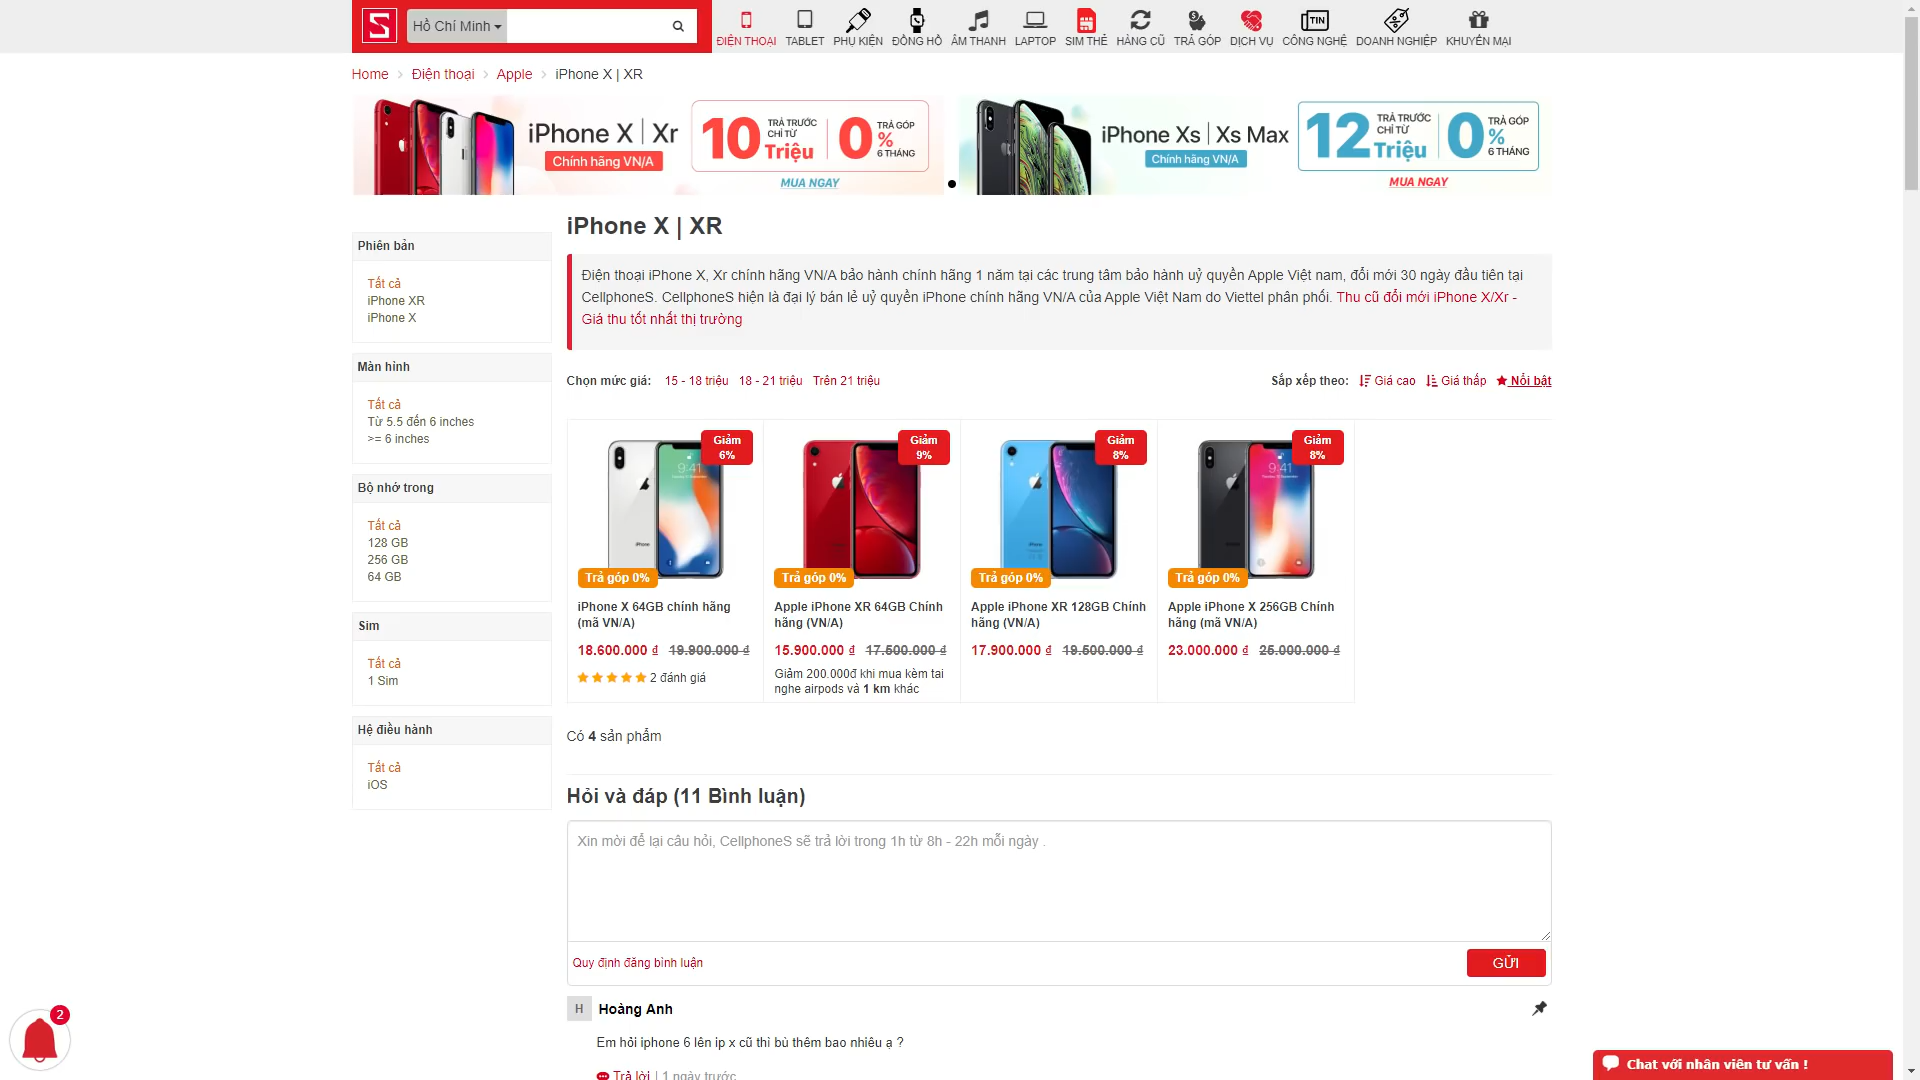 S
Hồ Chí Minh
ĐIỆN THOẠI
TABLET
PHỤ KIỆN
ĐỒNG HỒ
ÂM THANH
LAPTOP
SIM THẺ
HÀNG CŨ
TRẢ GÓP
DỊCH VỤ
TIN
CÔNG NGHỆ
DOANH NGHIỆP
KHUYẾN MẠI
Home > Điện thoại > Apple > iPhone X | XR
iPhone X | Xr
Chính hãng VN/A
10 TRẢ TRƯỚC CHỈ TỪ Triệu
0% TRẢ GÓP 6 THÁNG
MUA NGAY
iPhone Xs | Xs Max
Chính hãng VN/A
12 TRẢ TRƯỚC CHỈ TỪ Triệu
0% TRẢ GÓP 6 THÁNG
MUA NGAY
Phiên bản
Tất cả
iPhone XR
iPhone X
Màn hình
Tất cả
Từ 5.5 đến 6 inches
>= 6 inches
Bộ nhớ trong
Tất cả
128 GB
256 GB
64 GB
Sim
Tất cả
1 Sim
Hệ điều hành
Tất cả
iOS
iPhone X | XR
Điện thoại iPhone X, Xr chính hãng VN/A bảo hành chính hãng 1 năm tại các trung tâm bảo hành uỷ quyền Apple Việt nam, đổi mới 30 ngày đầu tiên tại
CellphoneS. CellphoneS hiện là đại lý bán lẻ uỷ quyền iPhone chính hãng VN/A của Apple Việt Nam do Viettel phân phối. Thu cũ đổi mới iPhone X/Xr -
Giá thu tốt nhất thị trường
Chọn mức giá: 15 - 18 triệu 18 - 21 triệu Trên 21 triệu
Sắp xếp theo: Giá cao Giá thấp Nổi bật
Giảm
6%
9:41
Trả góp 0%
iPhone X 64GB chính hãng
(mã VN/A)
18.600.000 ₫ 19.900.000 ₫
2 đánh giá
Giảm
9%
Trả góp 0%
Apple iPhone XR 64GB Chính
hãng (VN/A)
15.900.000 ₫ 17.500.000 ₫
Giảm 200.000đ khi mua kèm tai
nghe airpods và 1 km khác
Giảm
8%
Trả góp 0%
Apple iPhone XR 128GB Chính
hãng (VN/A)
17.900.000 ₫ 19.500.000 ₫
Giảm
8%
9:41
Trả góp 0%
Apple iPhone X 256GB Chính
hãng (mã VN/A)
23.000.000 ₫ 25.000.000 ₫
Có 4 sản phẩm
Hỏi và đáp (11 Bình luận)
Xin mời để lại câu hỏi, CellphoneS sẽ trả lời trong 1h từ 8h - 22h mỗi ngày .
Quy định đăng bình luận
GỬI
H Hoàng Anh
Em hỏi iphone 6 lên ip x cũ thì bù thêm bao nhiêu ạ ?
Trả lời | 1 ngày trước
2
Chat với nhân viên tư vấn !